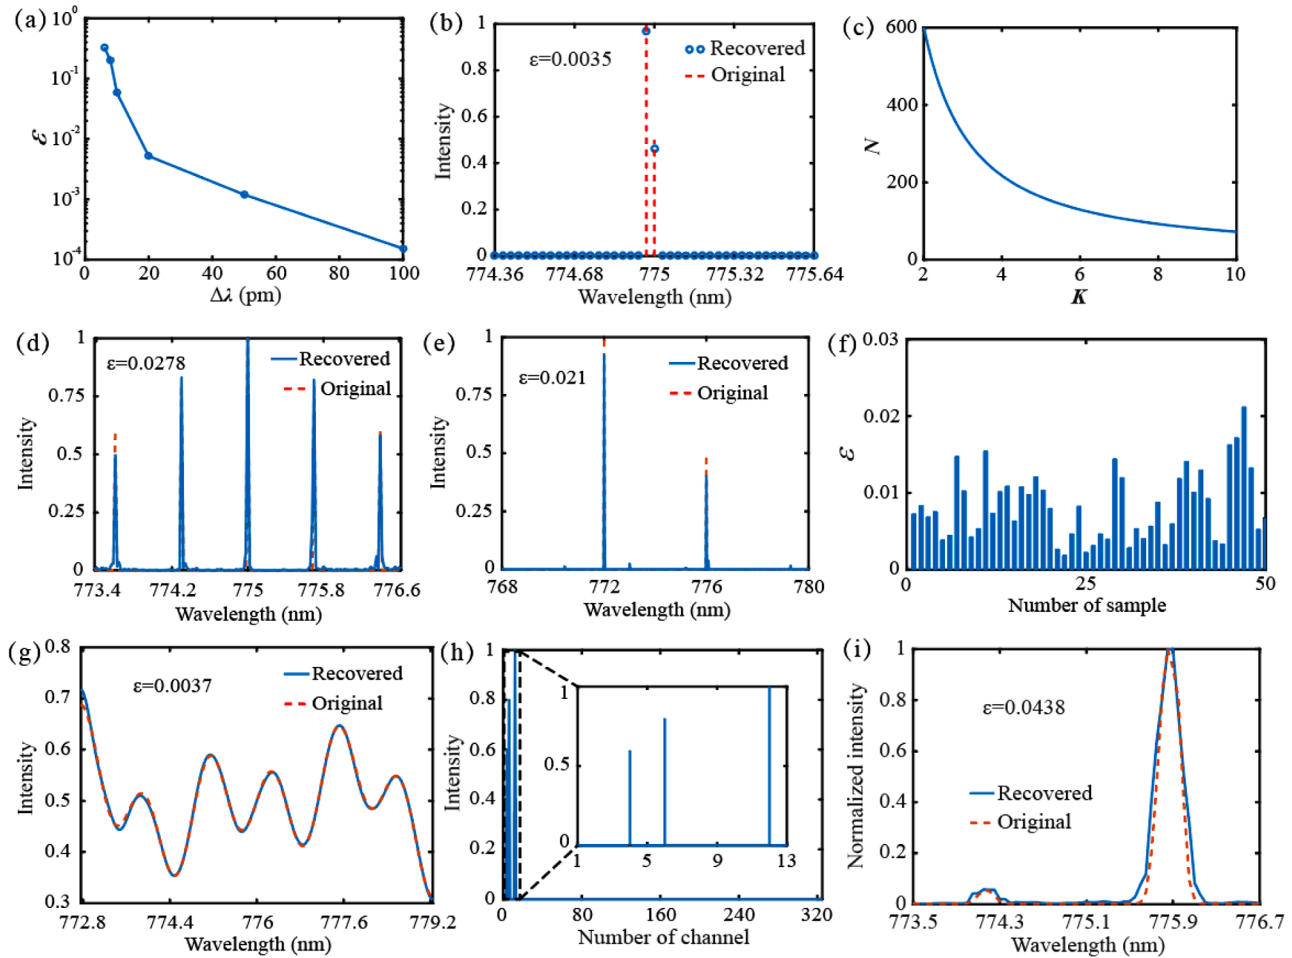 (a)
10^0
10^-1
10^-2
10^-3
10^-4
ε
0 20 40 60 80 100
Δλ (pm)
(b)
1
0.8
0.6
0.4
0.2
0
Intensity
ε=0.0035
Recovered
Original
774.36 774.68 775 775.32 775.64
Wavelength (nm)
(c)
600
400
200
0
N
2 4 6 8 10
K
(d)
1
0.75
0.5
0.25
0
Intensity
ε=0.0278
Recovered
Original
773.4 774.2 775 775.8 776.6
Wavelength (nm)
(e)
1
0.75
0.5
0.25
0
Intensity
ε=0.021
Recovered
Original
768 772 776 780
Wavelength (nm)
(f)
0.03
0.02
0.01
0
ε
0 25 50
Number of sample
(g)
0.8
0.7
0.6
0.5
0.4
0.3
Intensity
ε=0.0037
Recovered
Original
772.8 774.4 776 777.6 779.2
Wavelength (nm)
(h)
1
0.8
0.6
0.4
0.2
0
Intensity
1
0.5
0
1 5 9 13
0 80 160 240 320
Number of channel
(i)
1
0.8
0.6
0.4
0.2
0
Normalized intensity
ε=0.0438
Recovered
Original
773.5 774.3 775.1 775.9 776.7
Wavelength (nm)